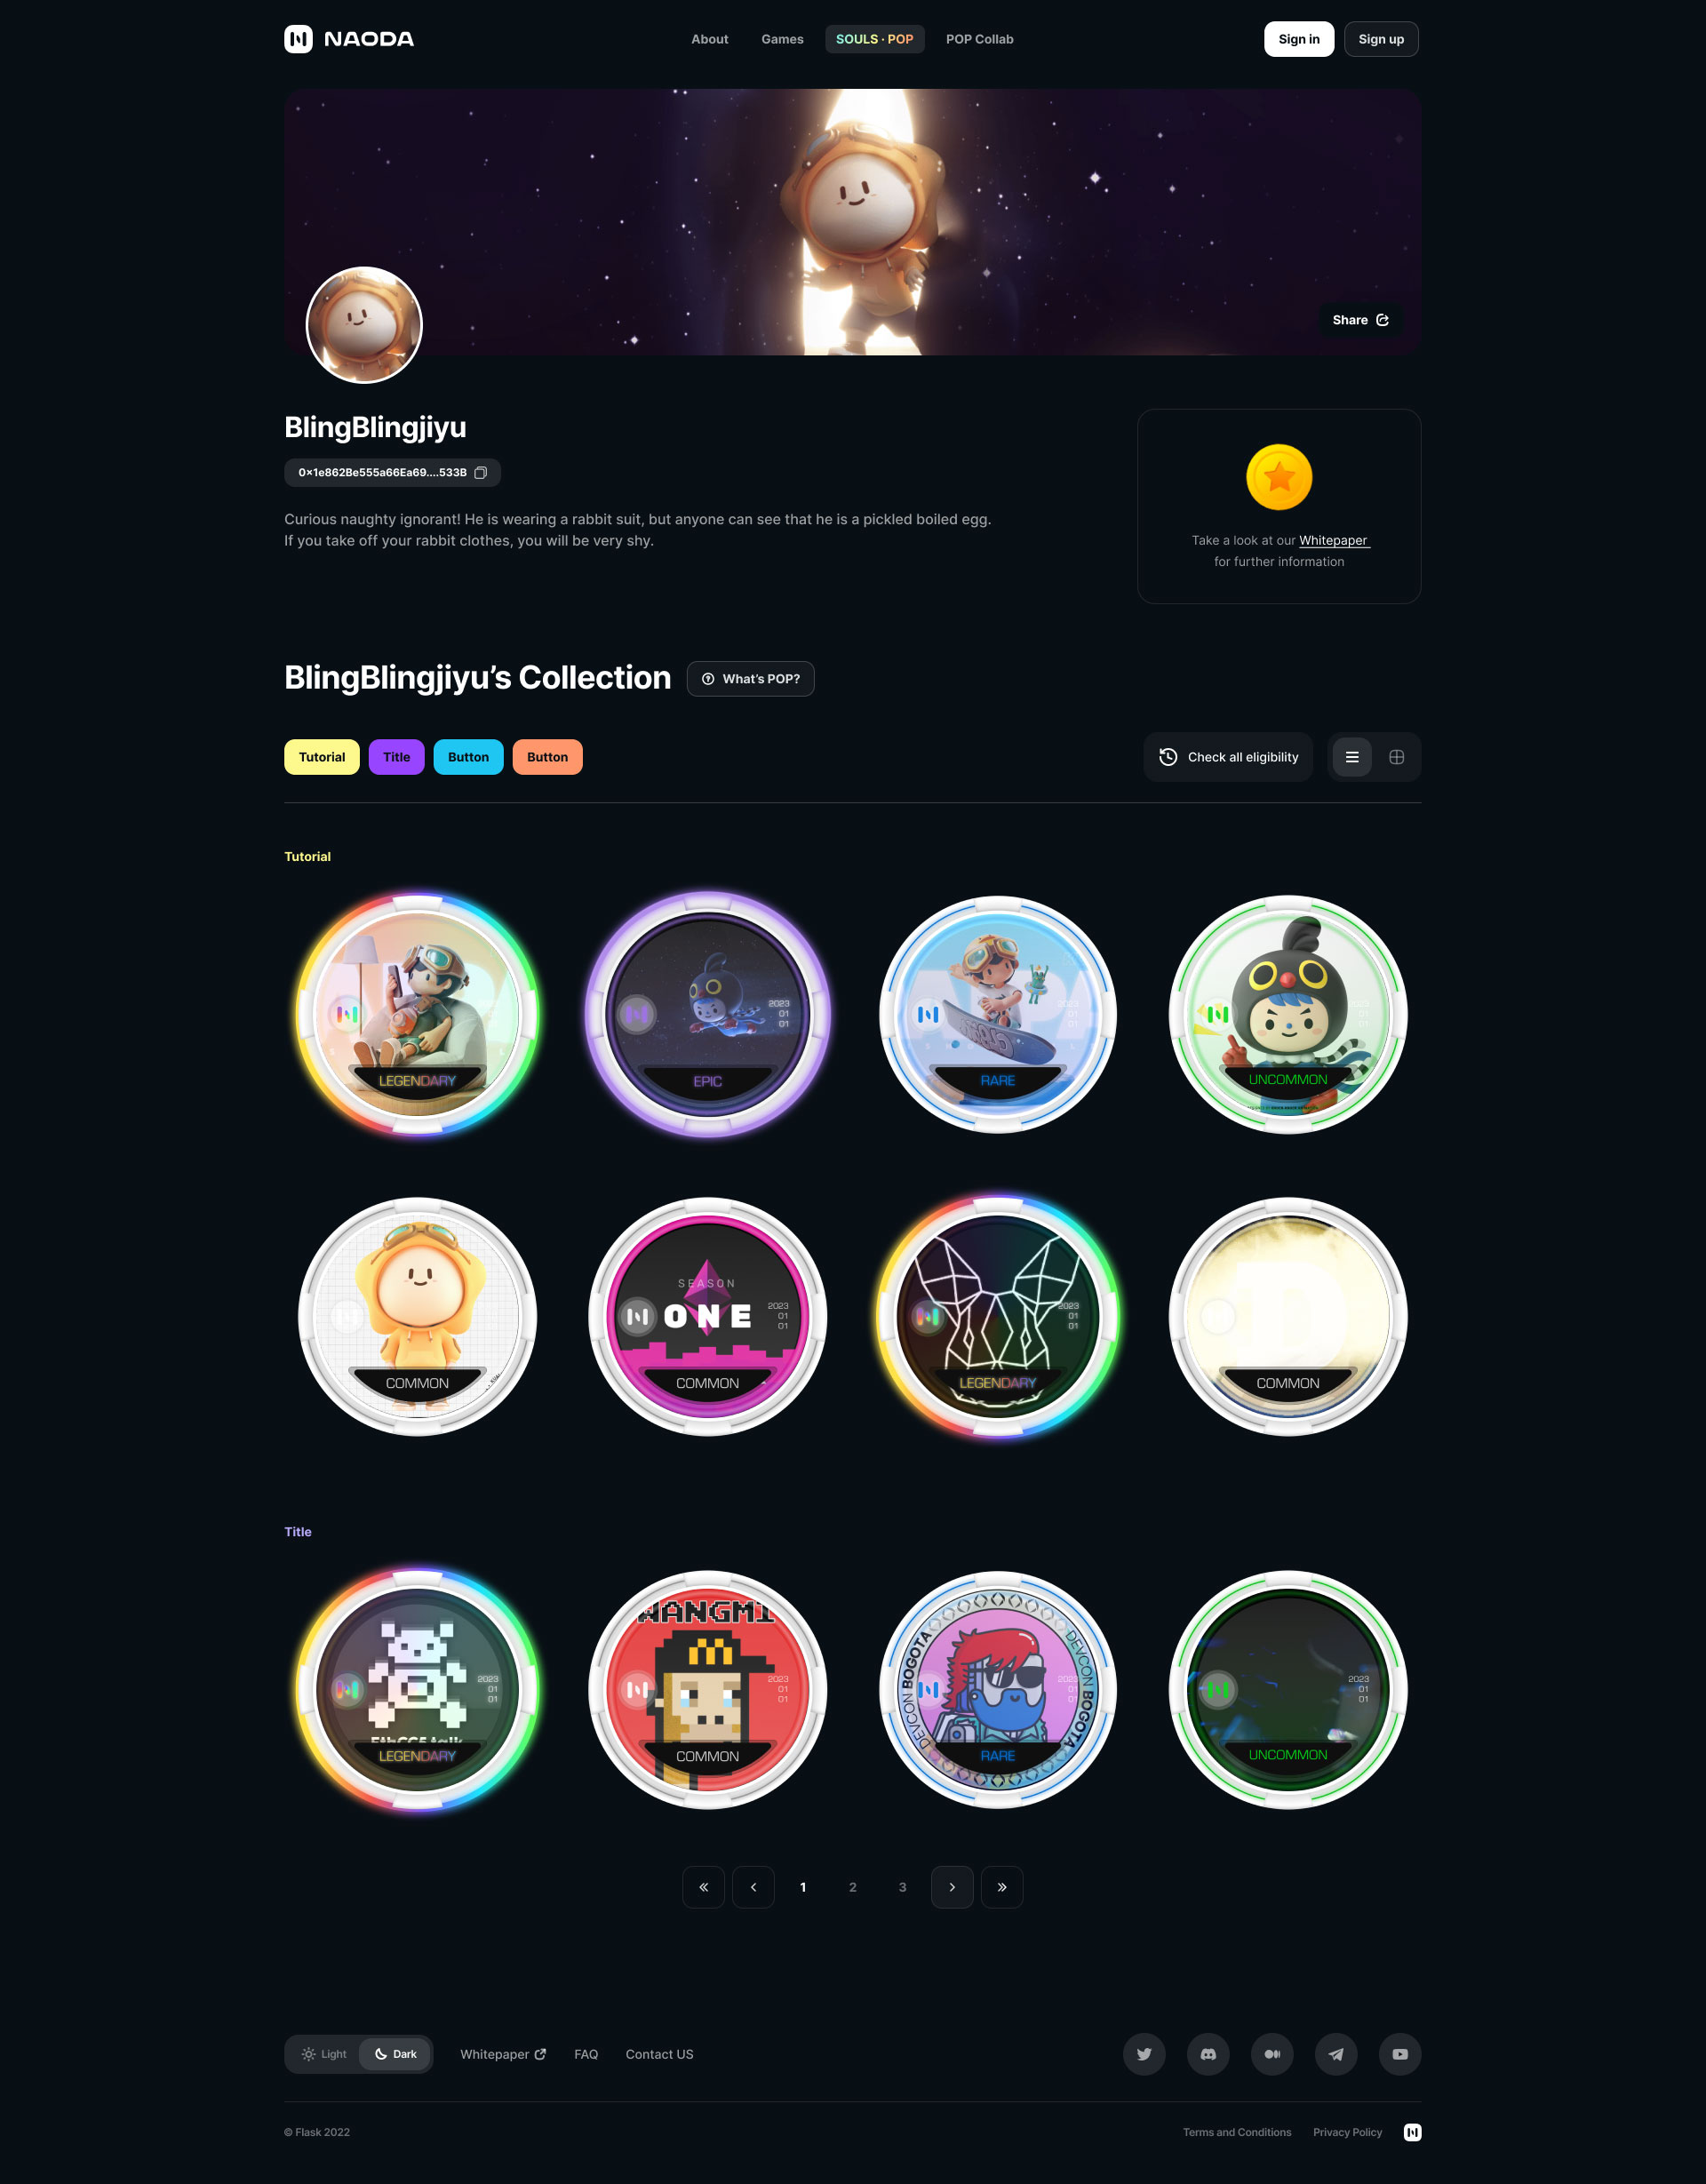 NAODA
About
Games
SOULS · POP
POP Collab
Sign in
Sign up
Share
BlingBlingjiyu
0×1e862Be555a66Ea69....533B
Curious naughty ignorant! He is wearing a rabbit suit, but anyone can see that he is a pickled boiled egg.
If you take off your rabbit clothes, you will be very shy.
Take a look at our Whitepaper
for further information
BlingBlingjiyu’s Collection
What’s POP?
Tutorial
Title
Button
Button
Check all eligibility
Tutorial
LEGENDARY
2023
01
01
EPIC
2023
01
01
RARE
2023
01
01
UNCOMMON
COMMON
SEASON
ONE
2023
01
01
COMMON
2023
01
01
LEGENDARY
COMMON
Title
2023
01
01
EthCC5 talk
LEGENDARY
WANGMI
2023
01
01
COMMON
DEVCON BOGOTA
DEVCON BOGOTA
2023
01
01
RARE
2023
01
01
UNCOMMON
1
2
3
Light
Dark
Whitepaper
FAQ
Contact US
© Flask 2022
Terms and Conditions
Privacy Policy